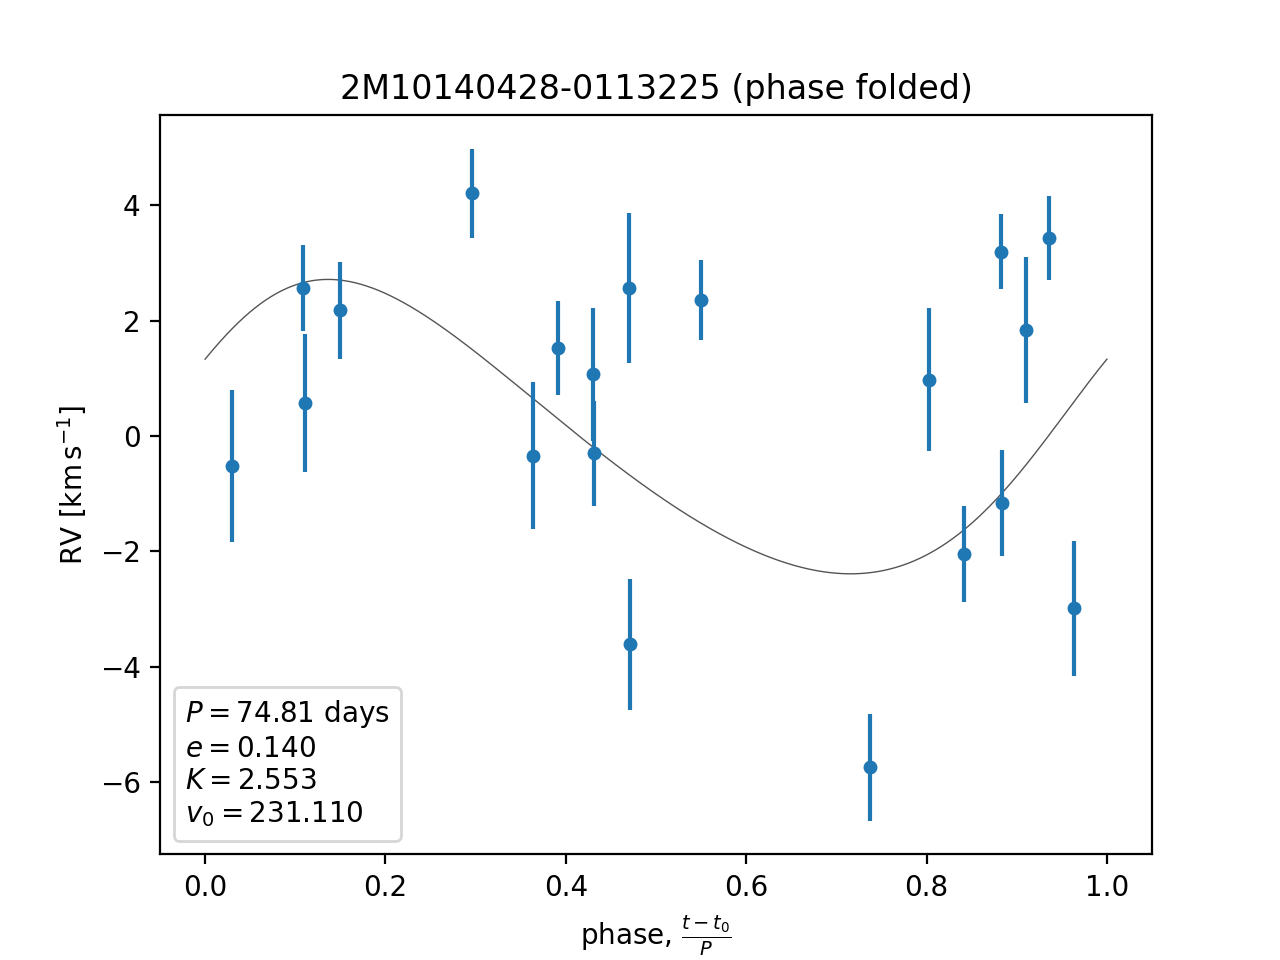 2M10140428-0113225 (phase folded)
RV [km s⁻¹]
4
2
0
−2
−4
−6
P = 74.81 days
e = 0.140
K = 2.553
v₀ = 231.110
0.0 0.2 0.4 0.6 0.8 1.0
phase, (t − t₀)/P